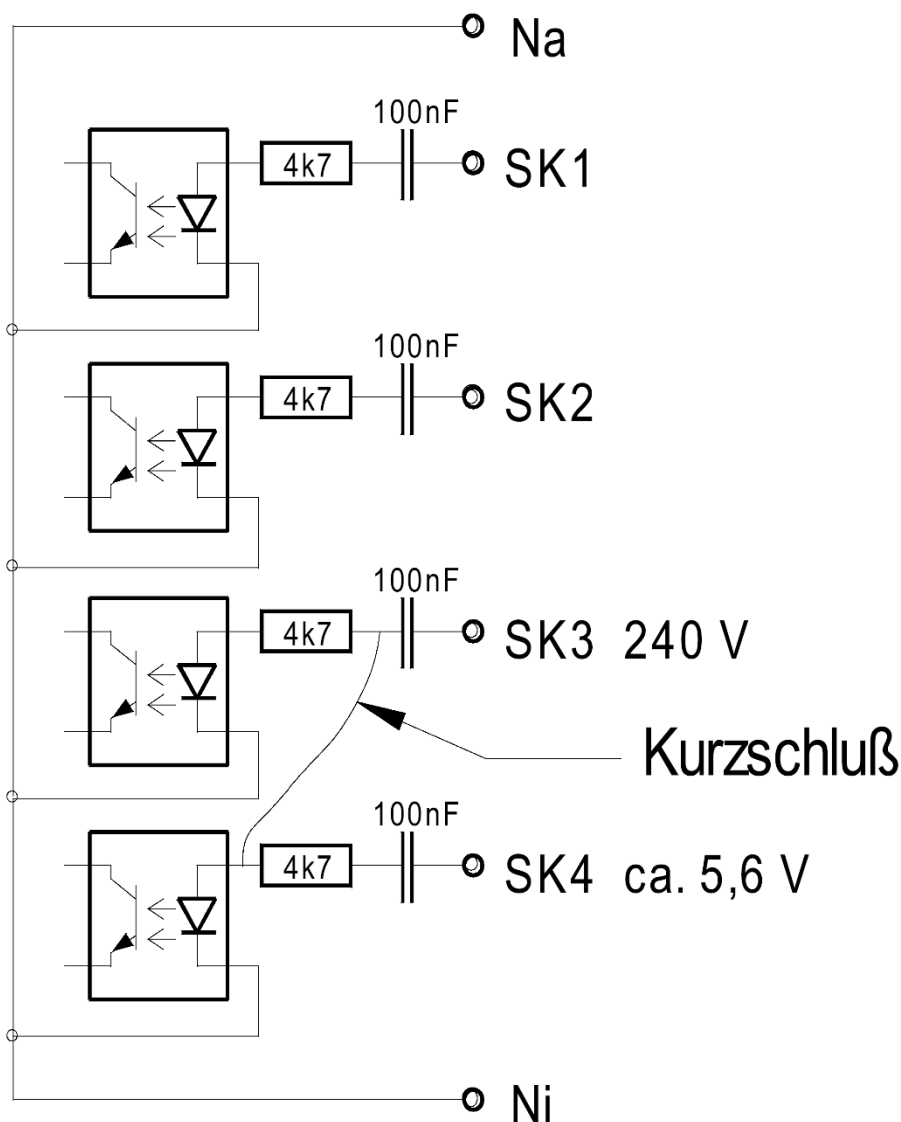 Na
100nF
4k7
SK1
100nF
4k7
SK2
100nF
4k7
SK3 240 V
Kurzschluß
100nF
4k7
SK4 ca. 5,6 V
Ni